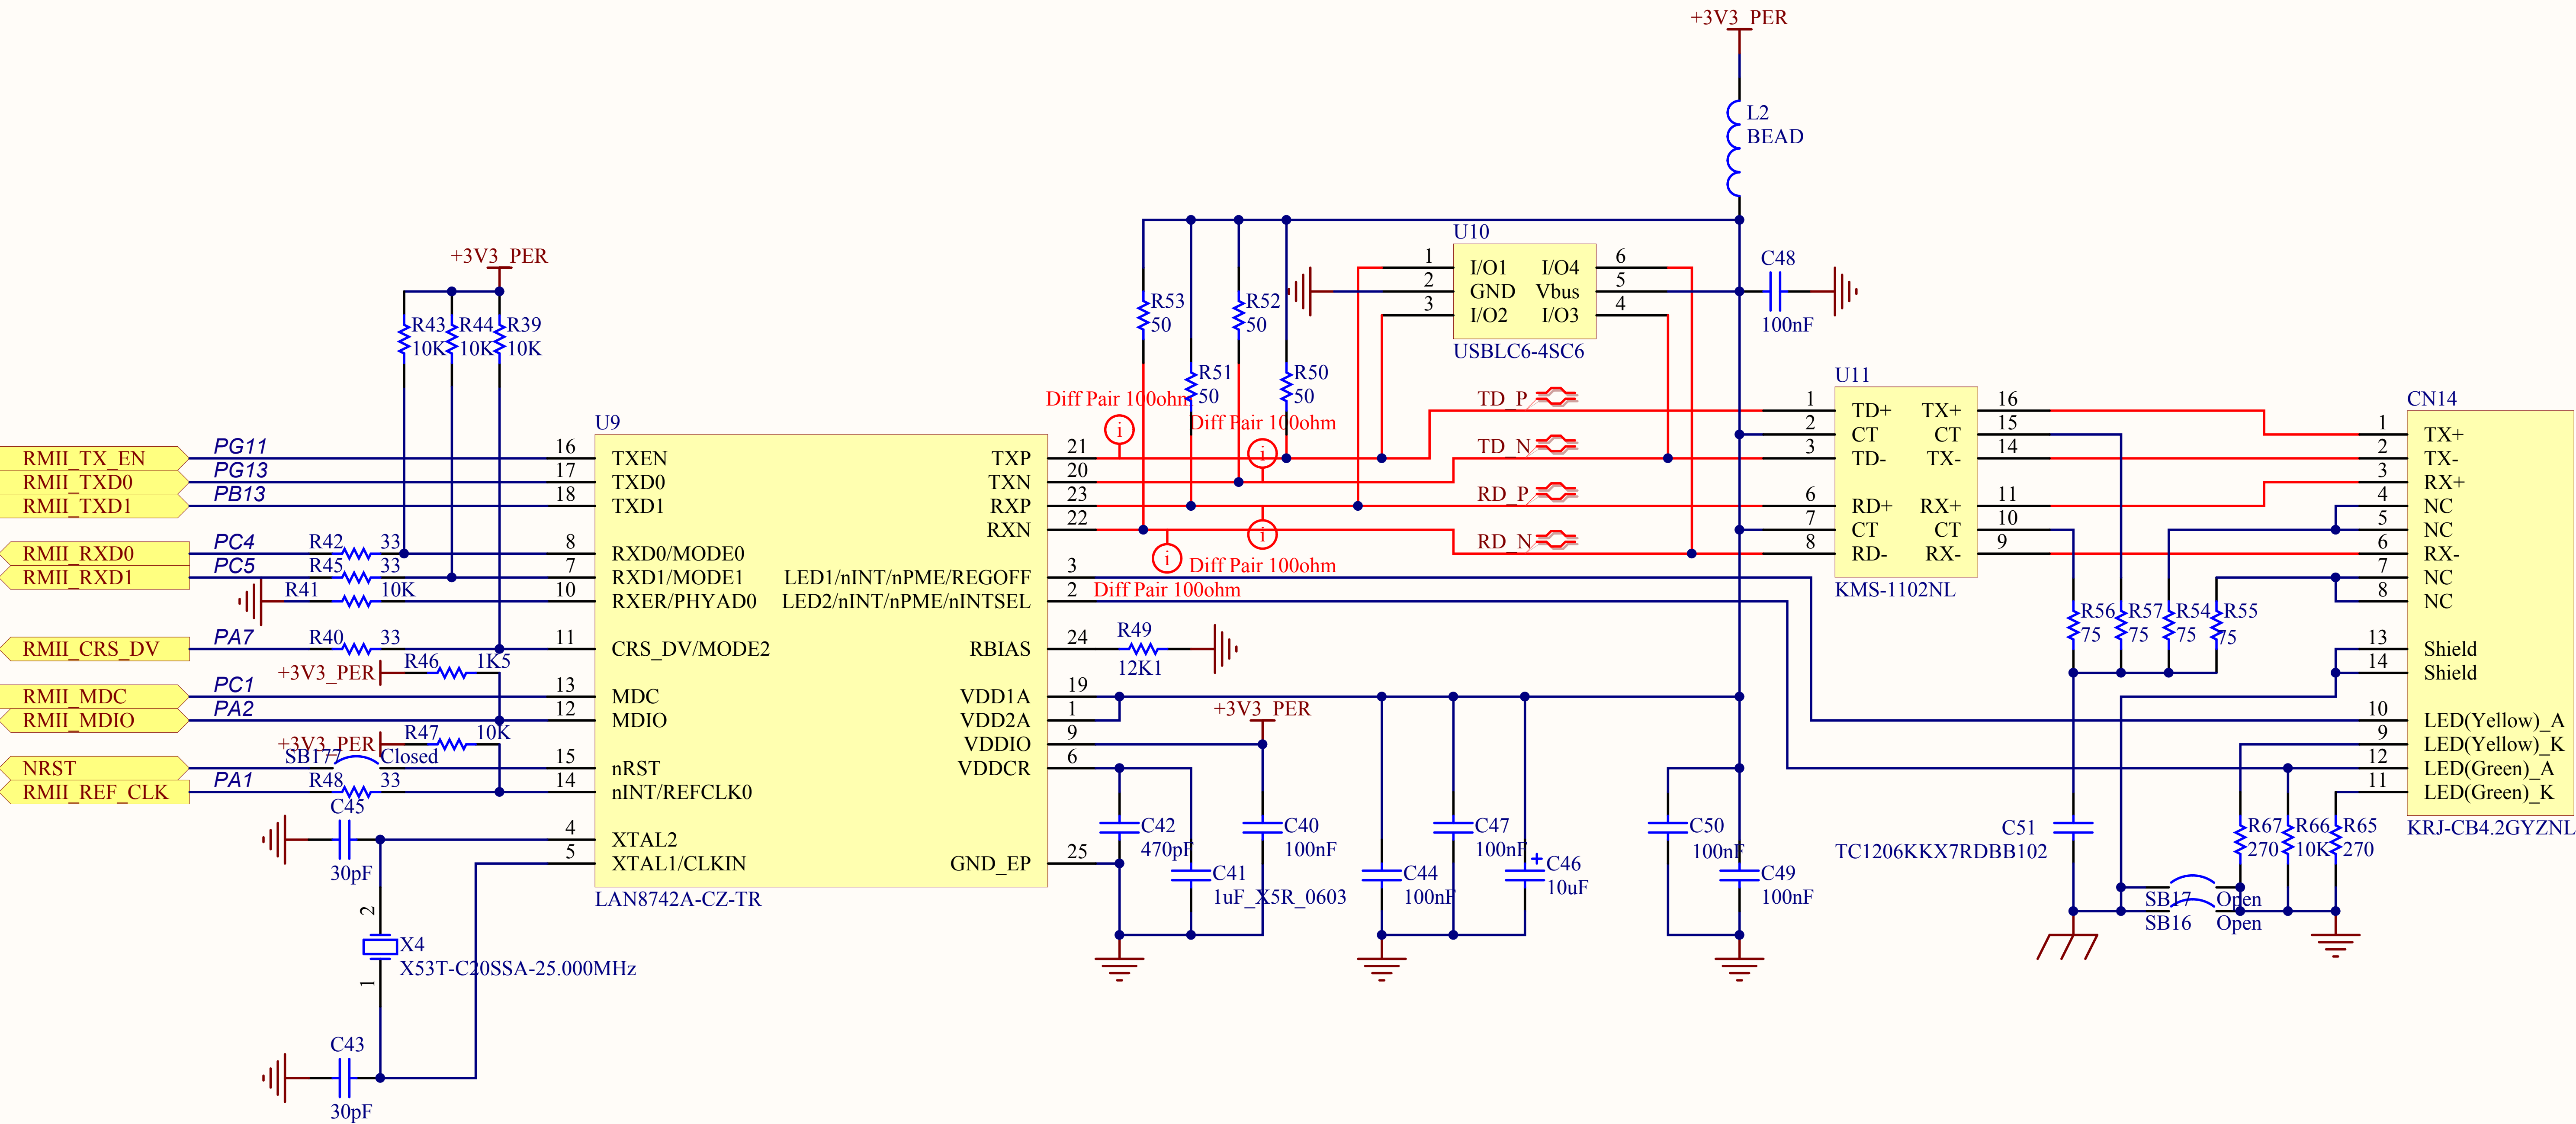 +3V3_PER
L2
BEAD
U10
1 I/O1 I/O4 6
2 GND Vbus 5
3 I/O2 I/O3 4
USBLC6-4SC6
C48
100nF
+3V3_PER
R43
10K
R44
10K
R39
10K
R53
50
R52
50
R51
50
R50
50
Diff Pair 100ohm
i
Diff Pair 100ohm
i
i
Diff Pair 100ohm
i
Diff Pair 100ohm
TD_P
TD_N
RD_P
RD_N
RMII_TX_EN PG11
RMII_TXD0 PG13
RMII_TXD1 PB13
RMII_RXD0 PC4 R42 33
RMII_RXD1 PC5 R45 33
R41 10K
RMII_CRS_DV PA7 R40 33
+3V3_PER R46 1K5
RMII_MDC PC1
RMII_MDIO PA2
+3V3_PER R47 10K
SB177 Closed
NRST
RMII_REF_CLK PA1 R48 33
C45
30pF
2
X4
X53T-C20SSA-25.000MHz
1
C43
30pF
U9
16 TXEN TXP 21
17 TXD0 TXN 20
18 TXD1 RXP 23
RXN 22
8 RXD0/MODE0
7 RXD1/MODE1 LED1/nINT/nPME/REGOFF 3
10 RXER/PHYAD0 LED2/nINT/nPME/nINTSEL 2
11 CRS_DV/MODE2 RBIAS 24
13 MDC VDD1A 19
12 MDIO VDD2A 1
VDDIO 9
15 nRST VDDCR 6
14 nINT/REFCLK0
4 XTAL2
5 XTAL1/CLKIN GND_EP 25
LAN8742A-CZ-TR
R49
12K1
+3V3_PER
C42
470pF
C41
1uF_X5R_0603
C40
100nF
C44
100nF
C47
100nF
+
C46
10uF
C50
100nF
C49
100nF
U11
1 TD+ TX+ 16
2 CT CT 15
3 TD- TX- 14
6 RD+ RX+ 11
7 CT CT 10
8 RD- RX- 9
KMS-1102NL
R56
75
R57
75
R54
75
R55
75
C51
TC1206KKX7RDBB102
SB17 Open
SB16 Open
R67
270
R66
10K
R65
270
CN14
1 TX+
2 TX-
3 RX+
4 NC
5 NC
6 RX-
7 NC
8 NC
13 Shield
14 Shield
10 LED(Yellow)_A
9 LED(Yellow)_K
12 LED(Green)_A
11 LED(Green)_K
KRJ-CB4.2GYZNL